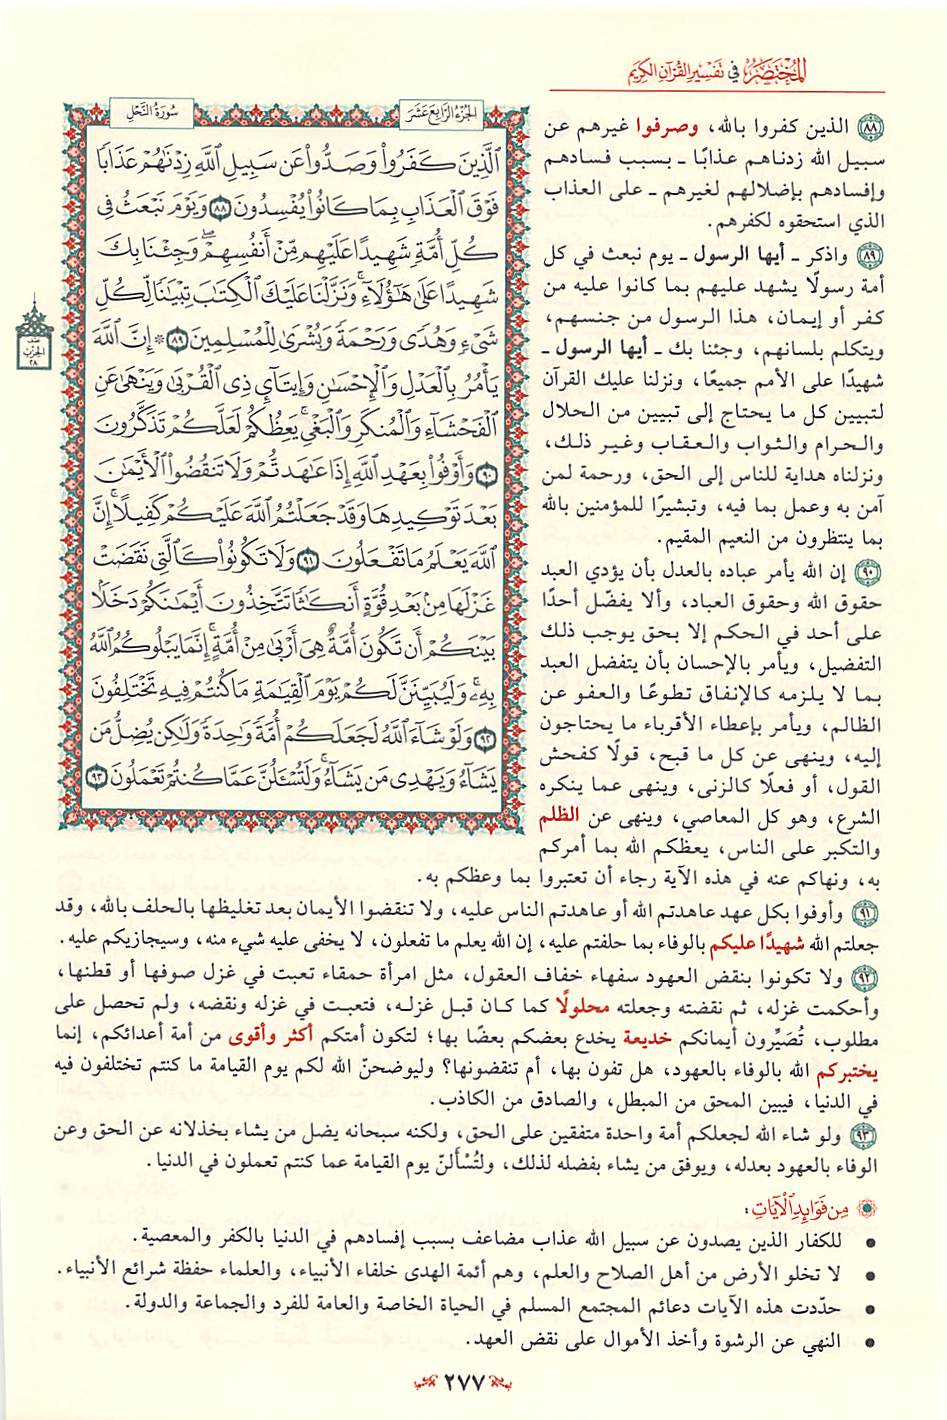 المختصر في تفسير القرآن الكريم
الجزء الرابع عشر
سورة النحل
ٱلَّذِينَ كَفَرُوا۟ وَصَدُّوا۟ عَن سَبِيلِ ٱللَّهِ زِدْنَٰهُمْ عَذَابًا
فَوْقَ ٱلْعَذَابِ بِمَا كَانُوا۟ يُفْسِدُونَ ٨٨ وَيَوْمَ نَبْعَثُ فِى
كُلِّ أُمَّةٍ شَهِيدًا عَلَيْهِم مِّنْ أَنفُسِهِمْ ۖ وَجِئْنَا بِكَ
شَهِيدًا عَلَىٰ هَٰٓؤُلَآءِ ۚ وَنَزَّلْنَا عَلَيْكَ ٱلْكِتَٰبَ تِبْيَٰنًا لِّكُلِّ
شَىْءٍ وَهُدًى وَرَحْمَةً وَبُشْرَىٰ لِلْمُسْلِمِينَ ٨٩ ۞ إِنَّ ٱللَّهَ
يَأْمُرُ بِٱلْعَدْلِ وَٱلْإِحْسَٰنِ وَإِيتَآئِ ذِى ٱلْقُرْبَىٰ وَيَنْهَىٰ عَنِ
ٱلْفَحْشَآءِ وَٱلْمُنكَرِ وَٱلْبَغْىِ ۚ يَعِظُكُمْ لَعَلَّكُمْ تَذَكَّرُونَ
٩٠ وَأَوْفُوا۟ بِعَهْدِ ٱللَّهِ إِذَا عَٰهَدتُّمْ وَلَا تَنقُضُوا۟ ٱلْأَيْمَٰنَ
بَعْدَ تَوْكِيدِهَا وَقَدْ جَعَلْتُمُ ٱللَّهَ عَلَيْكُمْ كَفِيلًا ۚ إِنَّ
ٱللَّهَ يَعْلَمُ مَا تَفْعَلُونَ ٩١ وَلَا تَكُونُوا۟ كَٱلَّتِى نَقَضَتْ
غَزْلَهَا مِنۢ بَعْدِ قُوَّةٍ أَنكَٰثًا تَتَّخِذُونَ أَيْمَٰنَكُمْ دَخَلًۢا
بَيْنَكُمْ أَن تَكُونَ أُمَّةٌ هِىَ أَرْبَىٰ مِنْ أُمَّةٍ ۚ إِنَّمَا يَبْلُوكُمُ ٱللَّهُ
بِهِۦ ۚ وَلَيُبَيِّنَنَّ لَكُمْ يَوْمَ ٱلْقِيَٰمَةِ مَا كُنتُمْ فِيهِ تَخْتَلِفُونَ
٩٢ وَلَوْ شَآءَ ٱللَّهُ لَجَعَلَكُمْ أُمَّةً وَٰحِدَةً وَلَٰكِن يُضِلُّ مَن
يَشَآءُ وَيَهْدِى مَن يَشَآءُ ۚ وَلَتُسْـَٔلُنَّ عَمَّا كُنتُمْ تَعْمَلُونَ ٩٣
نصف
الحزب
٢٨
٨٨ الذين كفروا بالله، وصرفوا غيرهم عن
سبيل الله زدناهم عذابًا ـ بسبب فسادهم
وإفسادهم بإضلالهم لغيرهم ـ على العذاب
الذي استحقوه لكفرهم.
٨٩ واذكر ـ أيها الرسول ـ يوم نبعث في كل
أمة رسولًا يشهد عليهم بما كانوا عليه من
كفر أو إيمان، هذا الرسول من جنسهم،
ويتكلم بلسانهم، وجئنا بك ـ أيها الرسول ـ
شهيدًا على الأمم جميعًا، ونزلنا عليك القرآن
لتبيين كل ما يحتاج إلى تبيين من الحلال
والحرام والثواب والعقاب وغير ذلك،
ونزلناه هداية للناس إلى الحق، ورحمة لمن
آمن به وعمل بما فيه، وتبشيرًا للمؤمنين بالله
بما ينتظرون من النعيم المقيم.
٩٠ إن الله يأمر عباده بالعدل بأن يؤدي العبد
حقوق الله وحقوق العباد، وألا يفضّل أحدًا
على أحد في الحكم إلا بحق يوجب ذلك
التفضيل، ويأمر بالإحسان بأن يتفضل العبد
بما لا يلزمه كالإنفاق تطوعًا والعفو عن
الظالم، ويأمر بإعطاء الأقرباء ما يحتاجون
إليه، وينهى عن كل ما قبح، قولًا كفحش
القول، أو فعلًا كالزنى، وينهى عما ينكره
الشرع، وهو كل المعاصي، وينهى عن الظلم
والتكبر على الناس، يعظكم الله بما أمركم
به، ونهاكم عنه في هذه الآية رجاء أن تعتبروا بما وعظكم به.
٩١ وأوفوا بكل عهد عاهدتم الله أو عاهدتم الناس عليه، ولا تنقضوا الأيمان بعد تغليظها بالحلف بالله، وقد
جعلتم الله شهيدًا عليكم بالوفاء بما حلفتم عليه، إن الله يعلم ما تفعلون، لا يخفى عليه شيء منه، وسيجازيكم عليه.
٩٢ ولا تكونوا بنقض العهود سفهاء خفاف العقول، مثل امرأة حمقاء تعبت في غزل صوفها أو قطنها،
وأحكمت غزله، ثم نقضته وجعلته محلولًا كما كان قبل غزله، فتعبت في غزله ونقضه، ولم تحصل على
مطلوب، تُصَيِّرون أيمانكم خديعة يخدع بعضكم بعضًا بها؛ لتكون أمتكم أكثر وأقوى من أمة أعدائكم، إنما
يختبركم الله بالوفاء بالعهود، هل تفون بها، أم تنقضونها؟ وليوضحنّ الله لكم يوم القيامة ما كنتم تختلفون فيه
في الدنيا، فيبين المحق من المبطل، والصادق من الكاذب.
٩٣ ولو شاء الله لجعلكم أمة واحدة متفقين على الحق، ولكنه سبحانه يضل من يشاء بخذلانه عن الحق وعن
الوفاء بالعهود بعدله، ويوفق من يشاء بفضله لذلك، ولتُسْألنّ يوم القيامة عما كنتم تعملون في الدنيا.
من فوائد الآيات:
• للكفار الذين يصدون عن سبيل الله عذاب مضاعف بسبب إفسادهم في الدنيا بالكفر والمعصية.
• لا تخلو الأرض من أهل الصلاح والعلم، وهم أئمة الهدى خلفاء الأنبياء، والعلماء حفظة شرائع الأنبياء.
• حدّدت هذه الآيات دعائم المجتمع المسلم في الحياة الخاصة والعامة للفرد والجماعة والدولة.
• النهي عن الرشوة وأخذ الأموال على نقض العهد.
٢٧٧